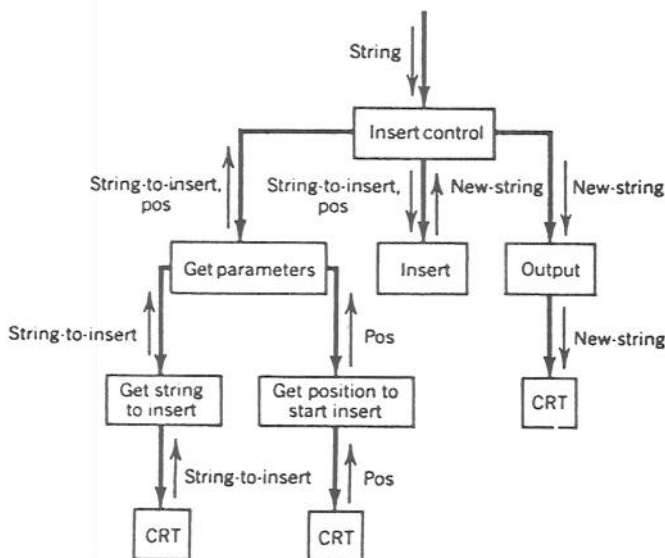 String
Insert control
String-to-insert,
pos
String-to-insert,
pos
New-string
New-string
Get parameters
Insert
Output
String-to-insert
Pos
New-string
Get string
to insert
Get position to
start insert
CRT
String-to-insert
Pos
CRT
CRT